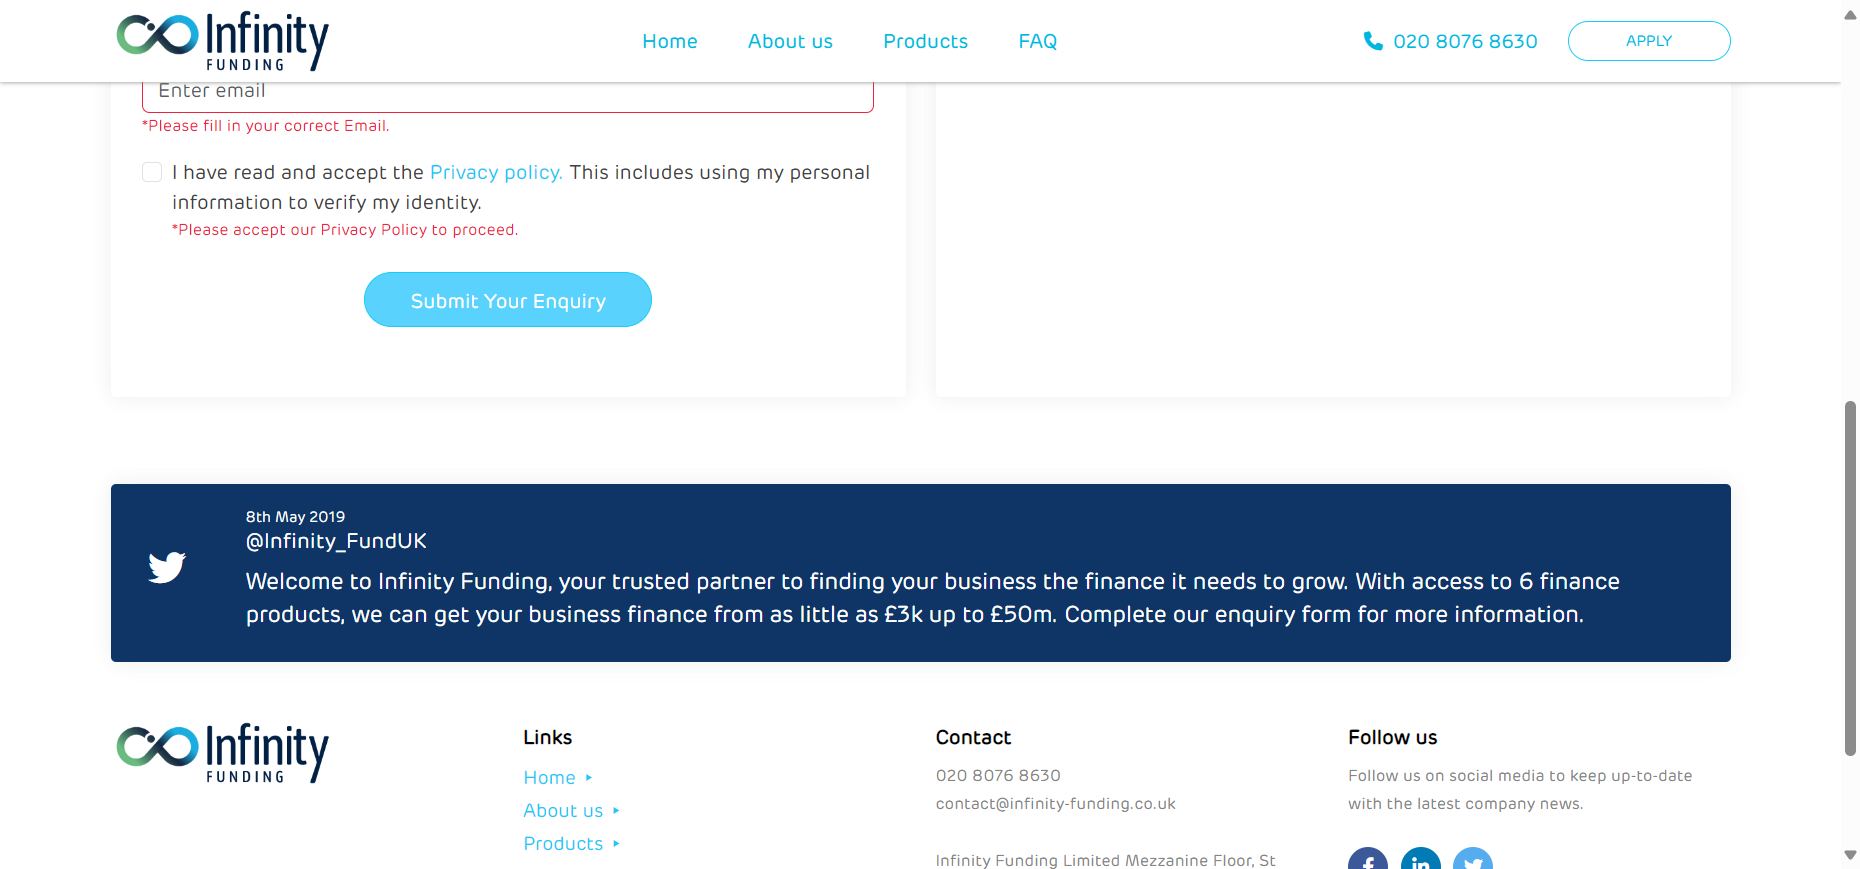 Infinity
FUNDING
Home
About us
Products
FAQ
020 8076 8630
APPLY
Enter email
*Please fill in your correct Email.
I have read and accept the Privacy policy. This includes using my personal
information to verify my identity.
*Please accept our Privacy Policy to proceed.
Submit Your Enquiry
8th May 2019
@Infinity_FundUK
Welcome to Infinity Funding, your trusted partner to finding your business the finance it needs to grow. With access to 6 finance
products, we can get your business finance from as little as £3k up to £50m. Complete our enquiry form for more information.
Infinity
FUNDING
Links
Home
About us
Products
Contact
020 8076 8630
contact@infinity-funding.co.uk
Infinity Funding Limited Mezzanine Floor, St
Follow us
Follow us on social media to keep up-to-date
with the latest company news.